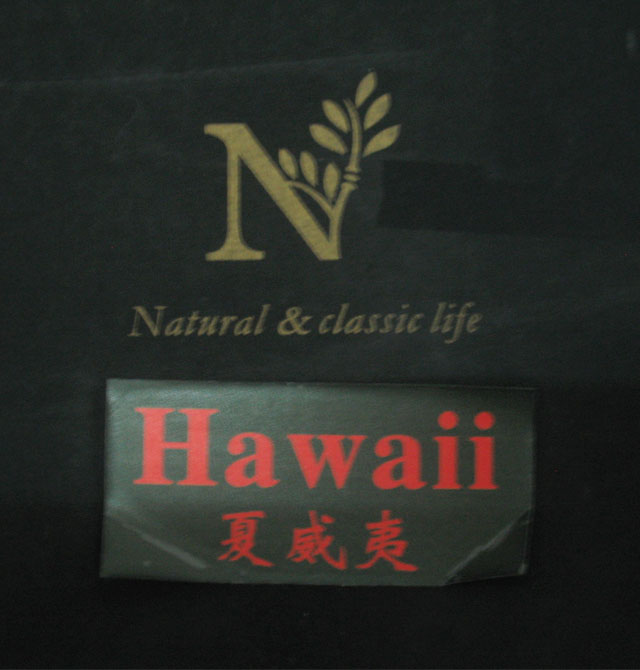 N
Natural & classic life
Hawaii
夏威夷